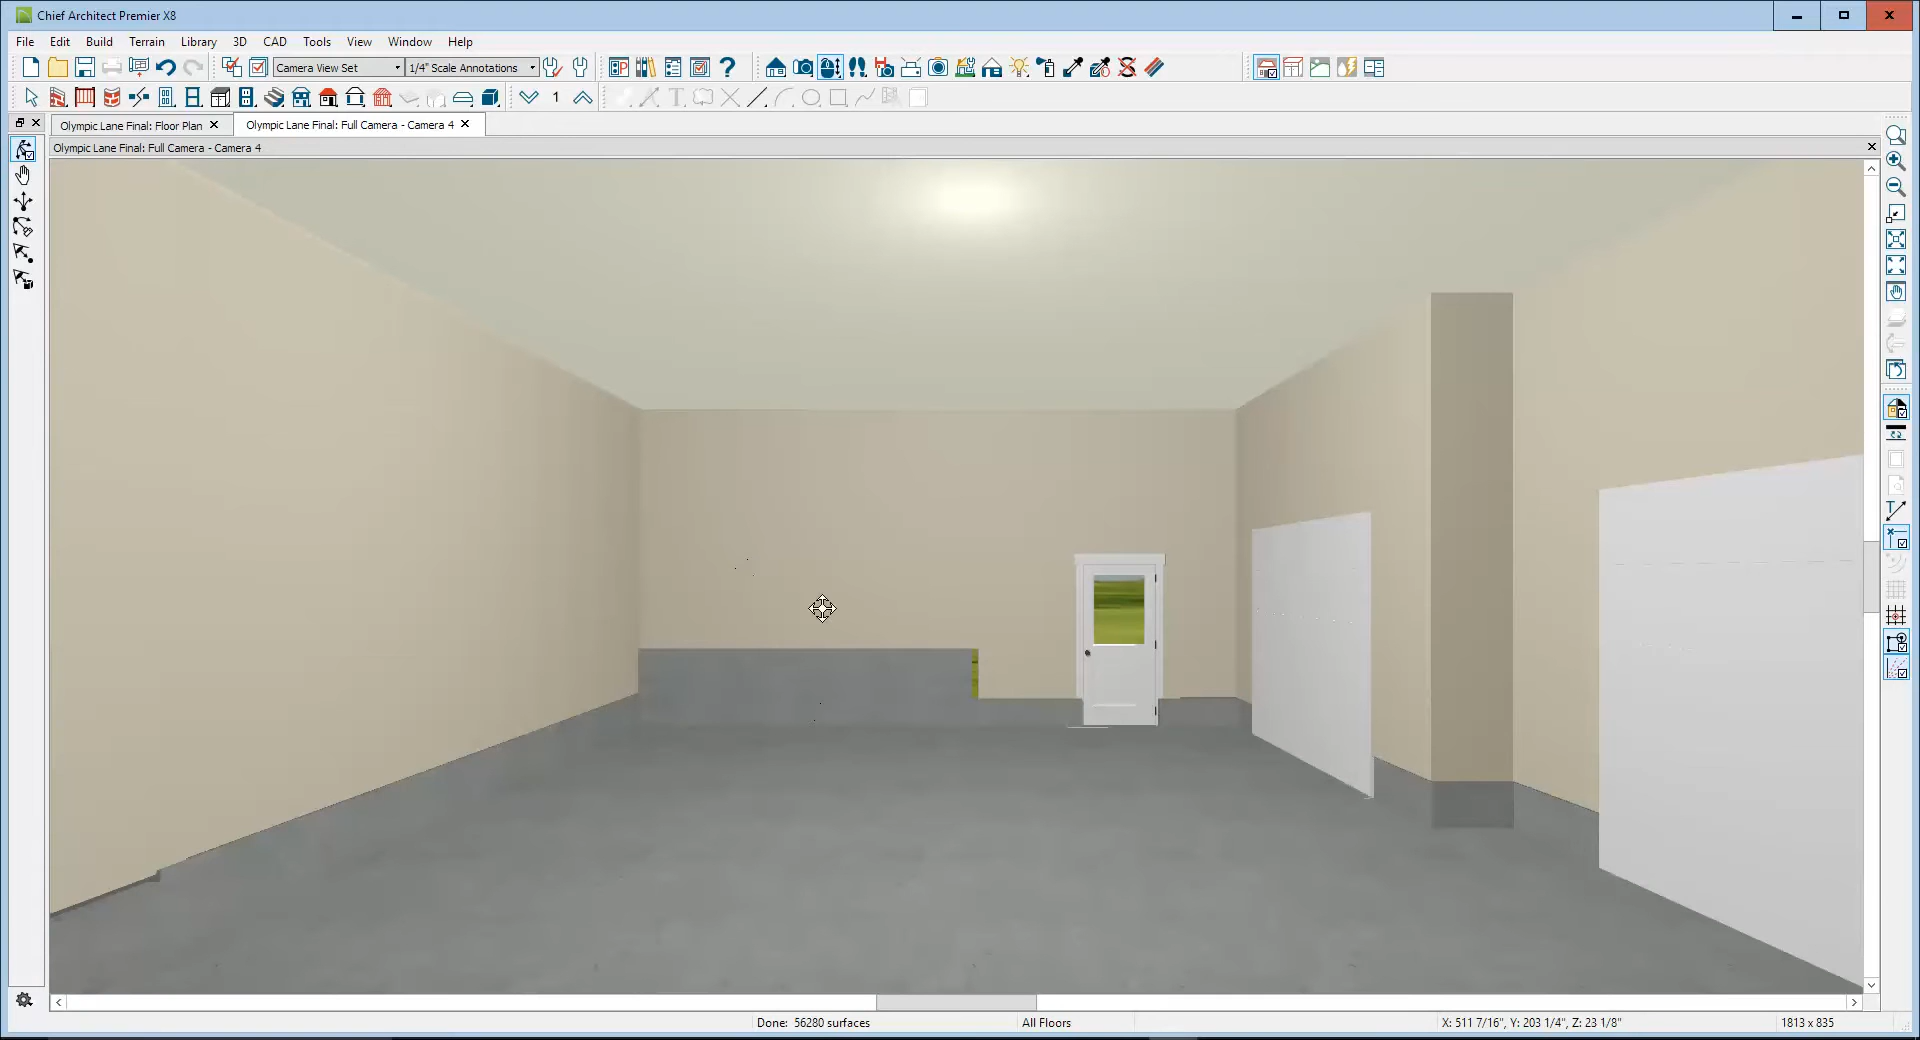 Chief Architect Premier X8
File Edit Build Terrain Library 3D CAD Tools View Window Help
Camera View Set 1/4" Scale Annotations
1
Olympic Lane Final: Floor Plan Olympic Lane Final: Full Camera - Camera 4
Olympic Lane Final: Full Camera - Camera 4
Done: 56280 surfaces All Floors X: 511 7/16", Y: 203 1/4", Z: 23 1/8" 1813 x 835